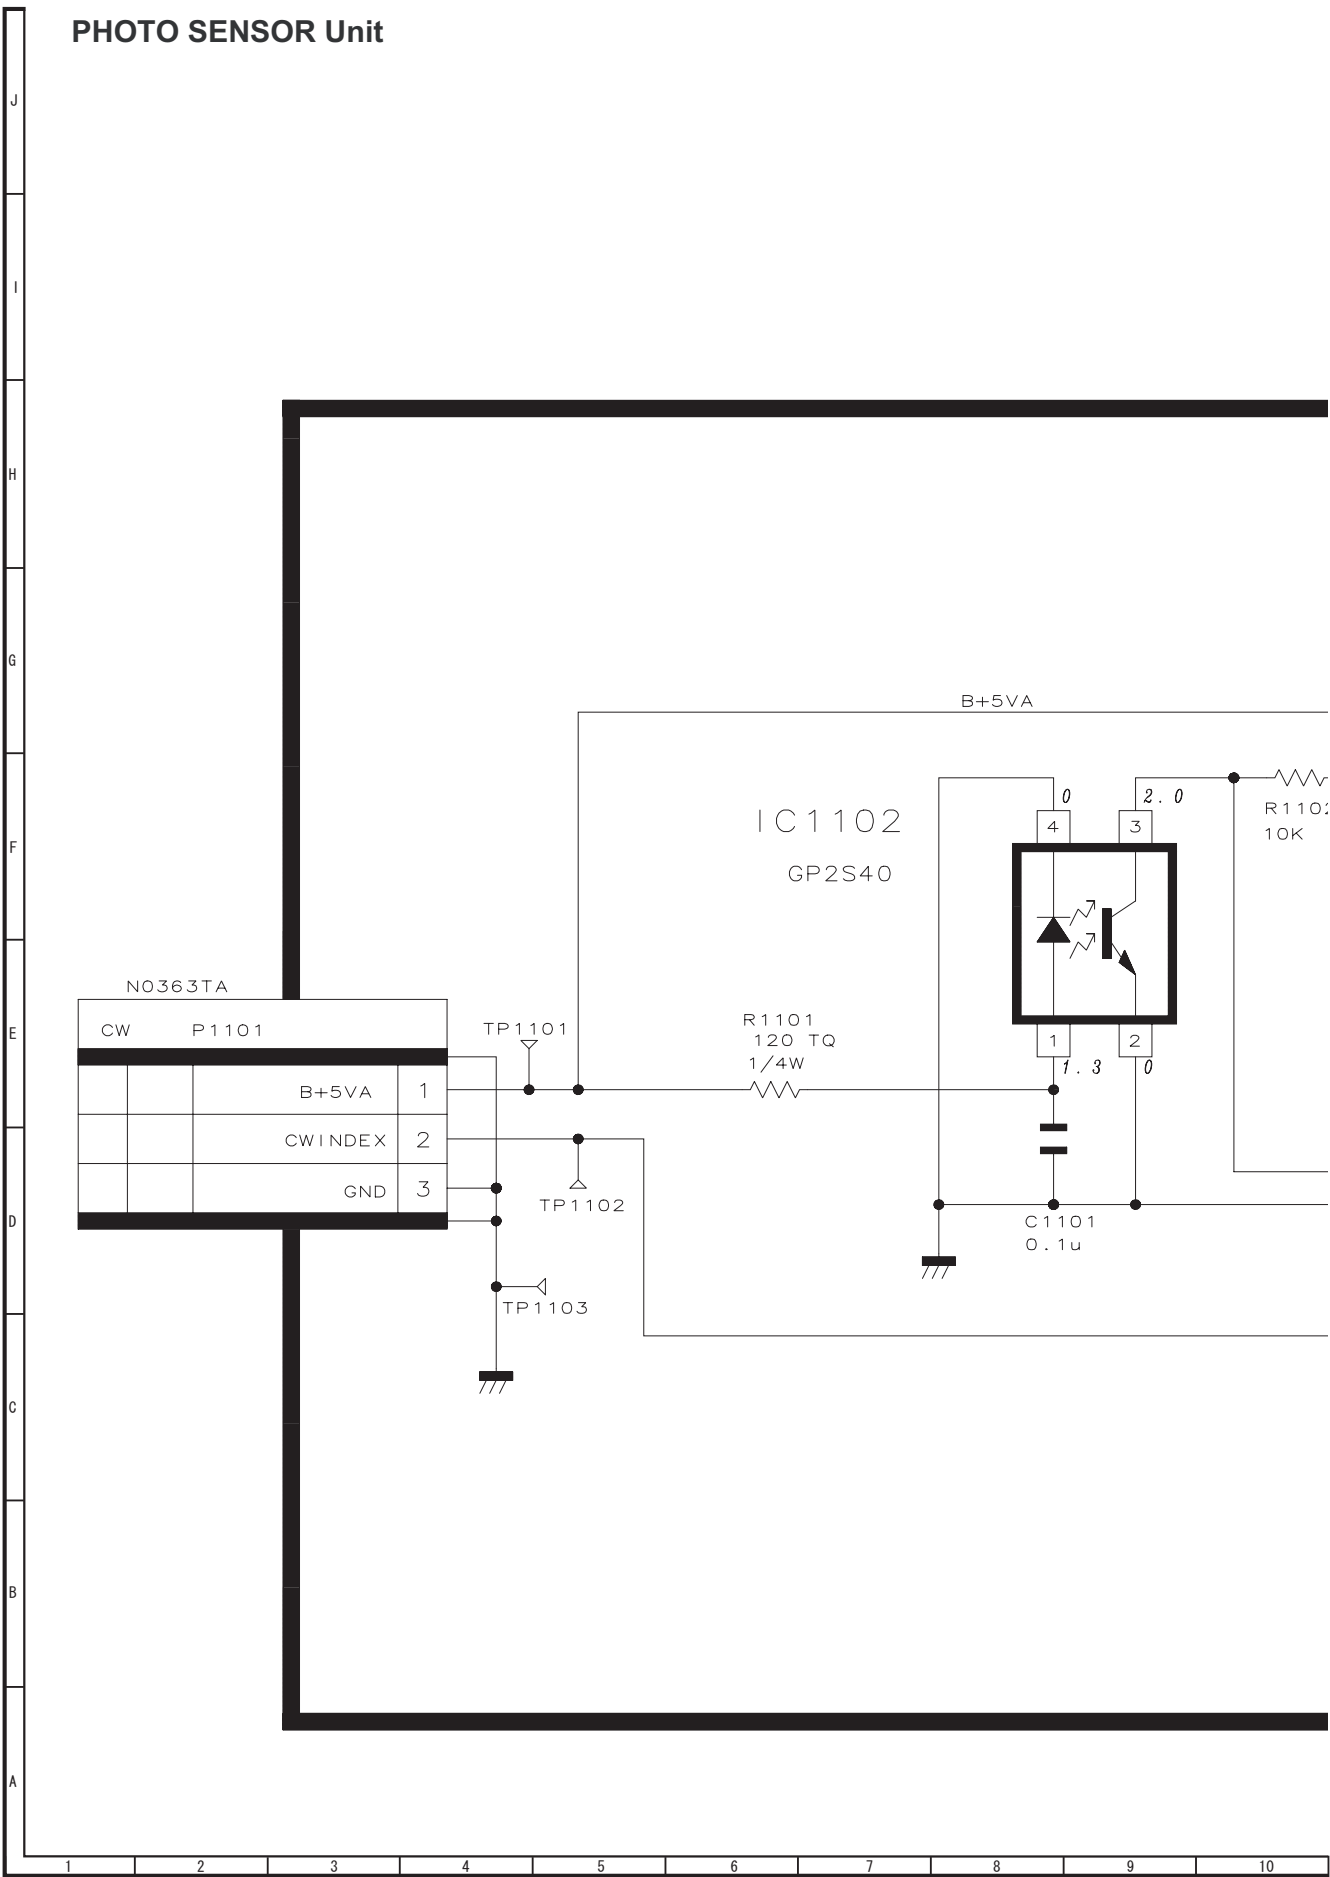 PHOTO SENSOR Unit
J
I
H
G
B+5VA
IC1102
GP2S40
0
2.0
4
3
R1102
10K
F
N0363TA
CW P1101
TP1101
R1101
120 TQ
1/4W
1
2
1.3
0
E
B+5VA 1
CWINDEX 2
GND 3
TP1102
C1101
0.1u
D
TP1103
C
B
A
1 2 3 4 5 6 7 8 9 10